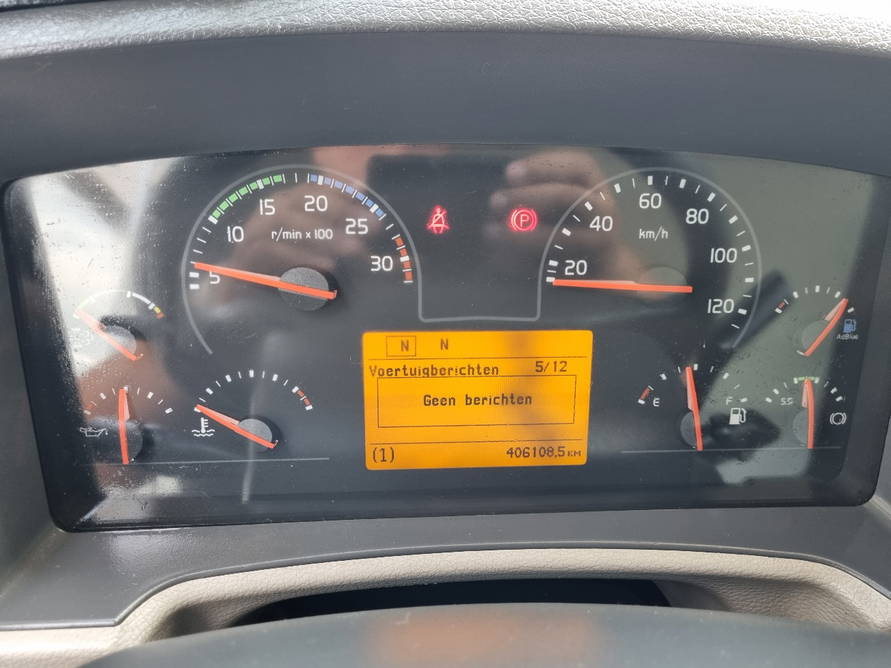 5
10
15
20
25
30
r/min x 100
P
20
40
60
80
100
120
km/h
N N
Voertuigberichten 5/12
Geen berichten
(1) 406108,5 KM
E F
AdBlue